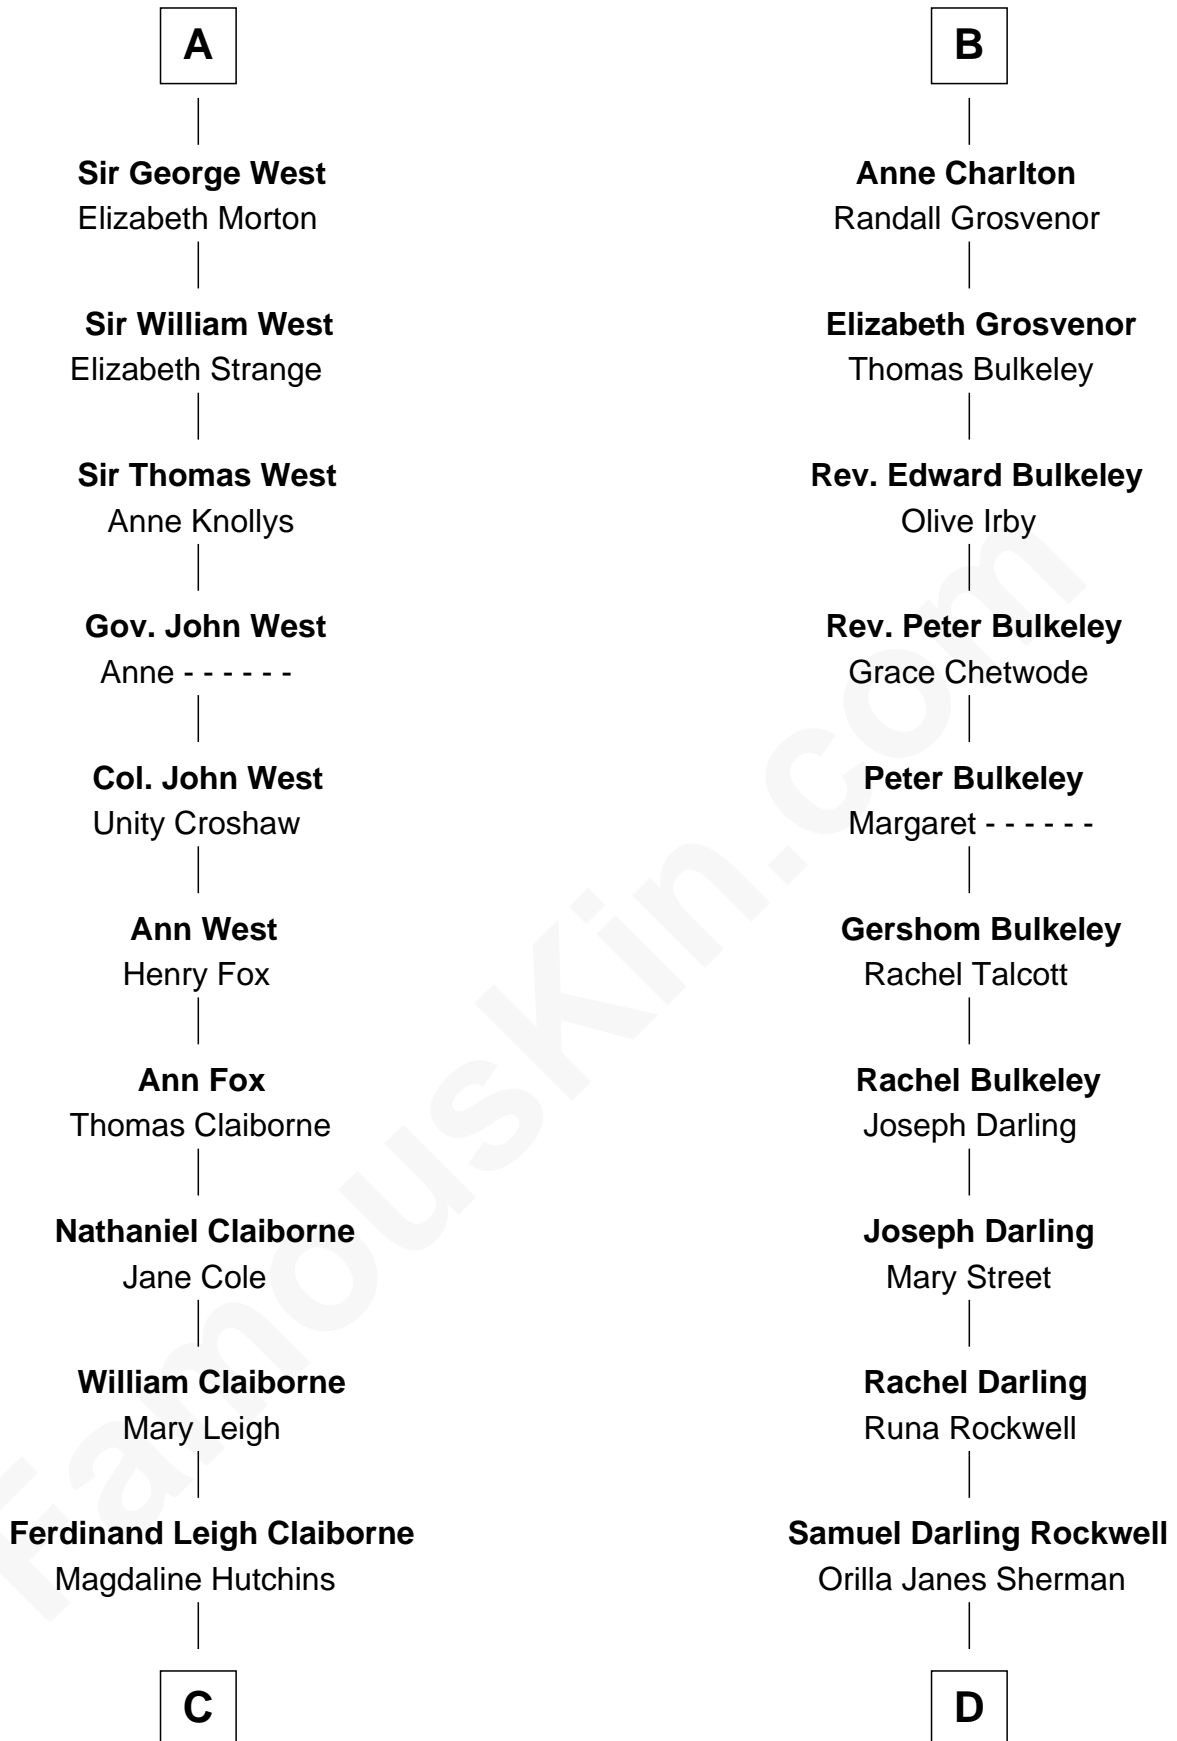 A
Sir George West
Elizabeth Morton
Sir William West
Elizabeth Strange
Sir Thomas West
Anne Knollys
Gov. John West
Anne - - - - - -
Col. John West
Unity Croshaw
Ann West
Henry Fox
Ann Fox
Thomas Claiborne
Nathaniel Claiborne
Jane Cole
William Claiborne
Mary Leigh
Ferdinand Leigh Claiborne
Magdaline Hutchins
C
B
Anne Charlton
Randall Grosvenor
Elizabeth Grosvenor
Thomas Bulkeley
Rev. Edward Bulkeley
Olive Irby
Rev. Peter Bulkeley
Grace Chetwode
Peter Bulkeley
Margaret - - - - - -
Gershom Bulkeley
Rachel Talcott
Rachel Bulkeley
Joseph Darling
Joseph Darling
Mary Street
Rachel Darling
Runa Rockwell
Samuel Darling Rockwell
Orilla Janes Sherman
D
FamousKin.com